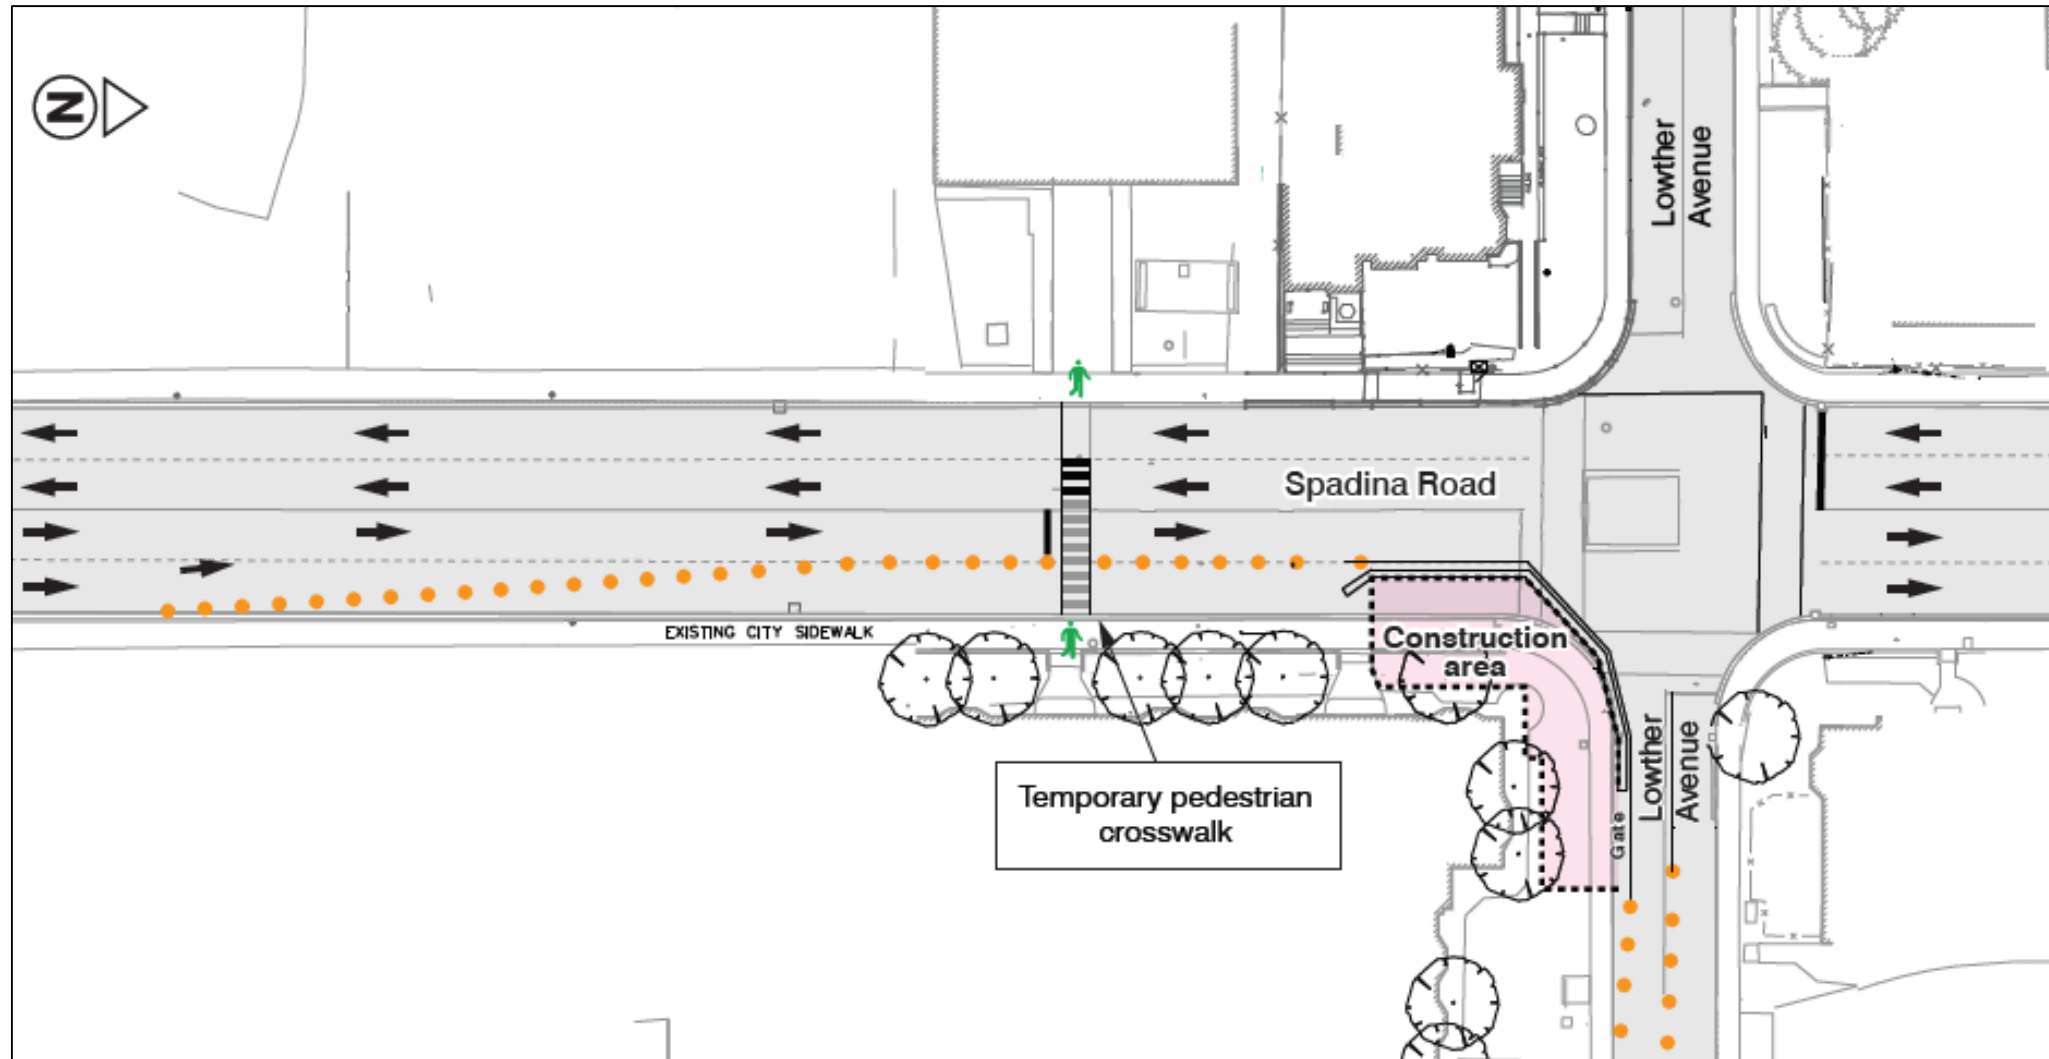 N
Lowther
Avenue
Spadina Road
EXISTING CITY SIDEWALK
Construction
area
Temporary pedestrian
crosswalk
Lowther
Avenue
Gate